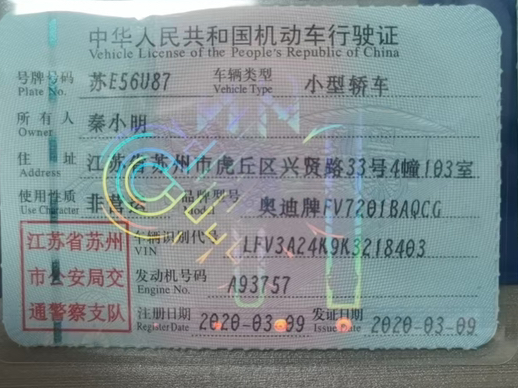 中华人民共和国机动车行驶证
Vehicle License of the People's Republic of China
号牌号码 苏E56U87 车辆类型 小型轿车
Plate No. Vehicle Type
所有人 秦小明
Owner
住址 江苏省苏州市虎丘区兴贤路33号4幢103室
Address
使用性质 非营运 品牌型号 奥迪牌FV7201BAQCG
Use Character Model
江苏省苏州 车辆识别代号 LFV3A24K9K3218403
VIN
市公安局交 发动机号码 A93757
Engine No.
通警察支队 注册日期 2020-03-09 发证日期 2020-03-09
Register Date Issue Date